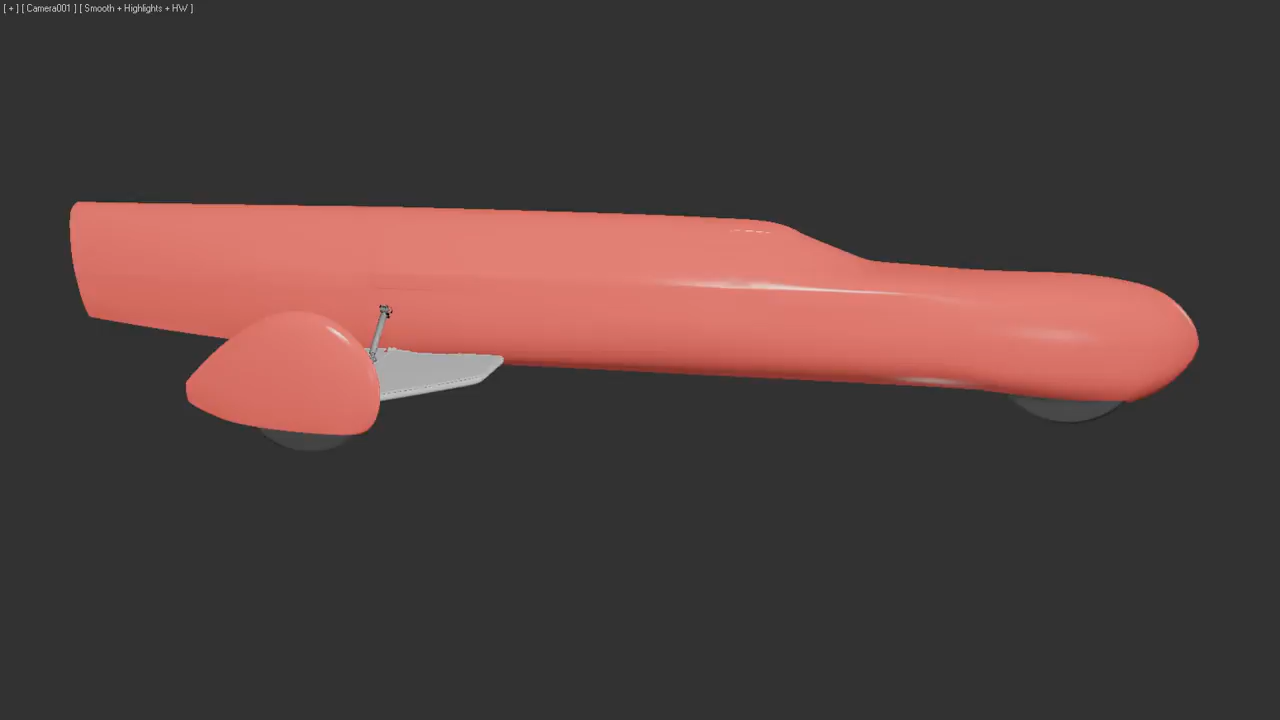 [ + ] [ Camera001 ] [ Smooth + Highlights + HW ]